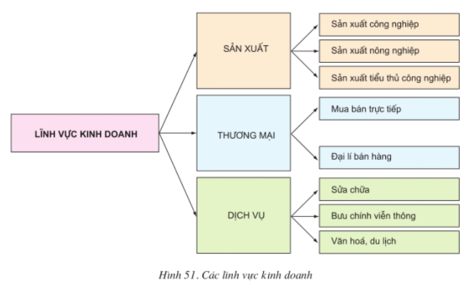 LĨNH VỰC KINH DOANH
SẢN XUẤT
Sản xuất công nghiệp
Sản xuất nông nghiệp
Sản xuất tiểu thủ công nghiệp
THƯƠNG MẠI
Mua bán trực tiếp
Đại lí bán hàng
DỊCH VỤ
Sửa chữa
Bưu chính viễn thông
Văn hoá, du lịch
Hình 51. Các lĩnh vực kinh doanh